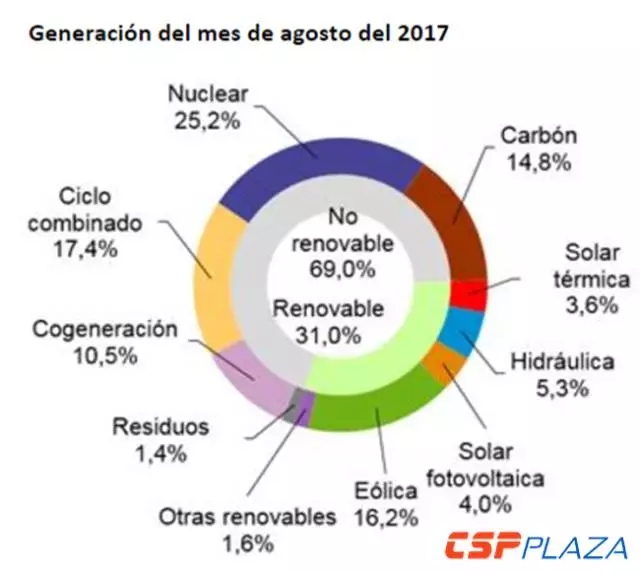 Generación del mes de agosto del 2017
Nuclear
25,2%
Carbón
14,8%
Ciclo
combinado
17,4%
No
renovable
69,0%
Solar
térmica
3,6%
Renovable
31,0%
Cogeneración
10,5%
Hidráulica
5,3%
Residuos
1,4%
Solar
fotovoltaica
4,0%
Eólica
16,2%
Otras renovables
1,6%
CSP PLAZA